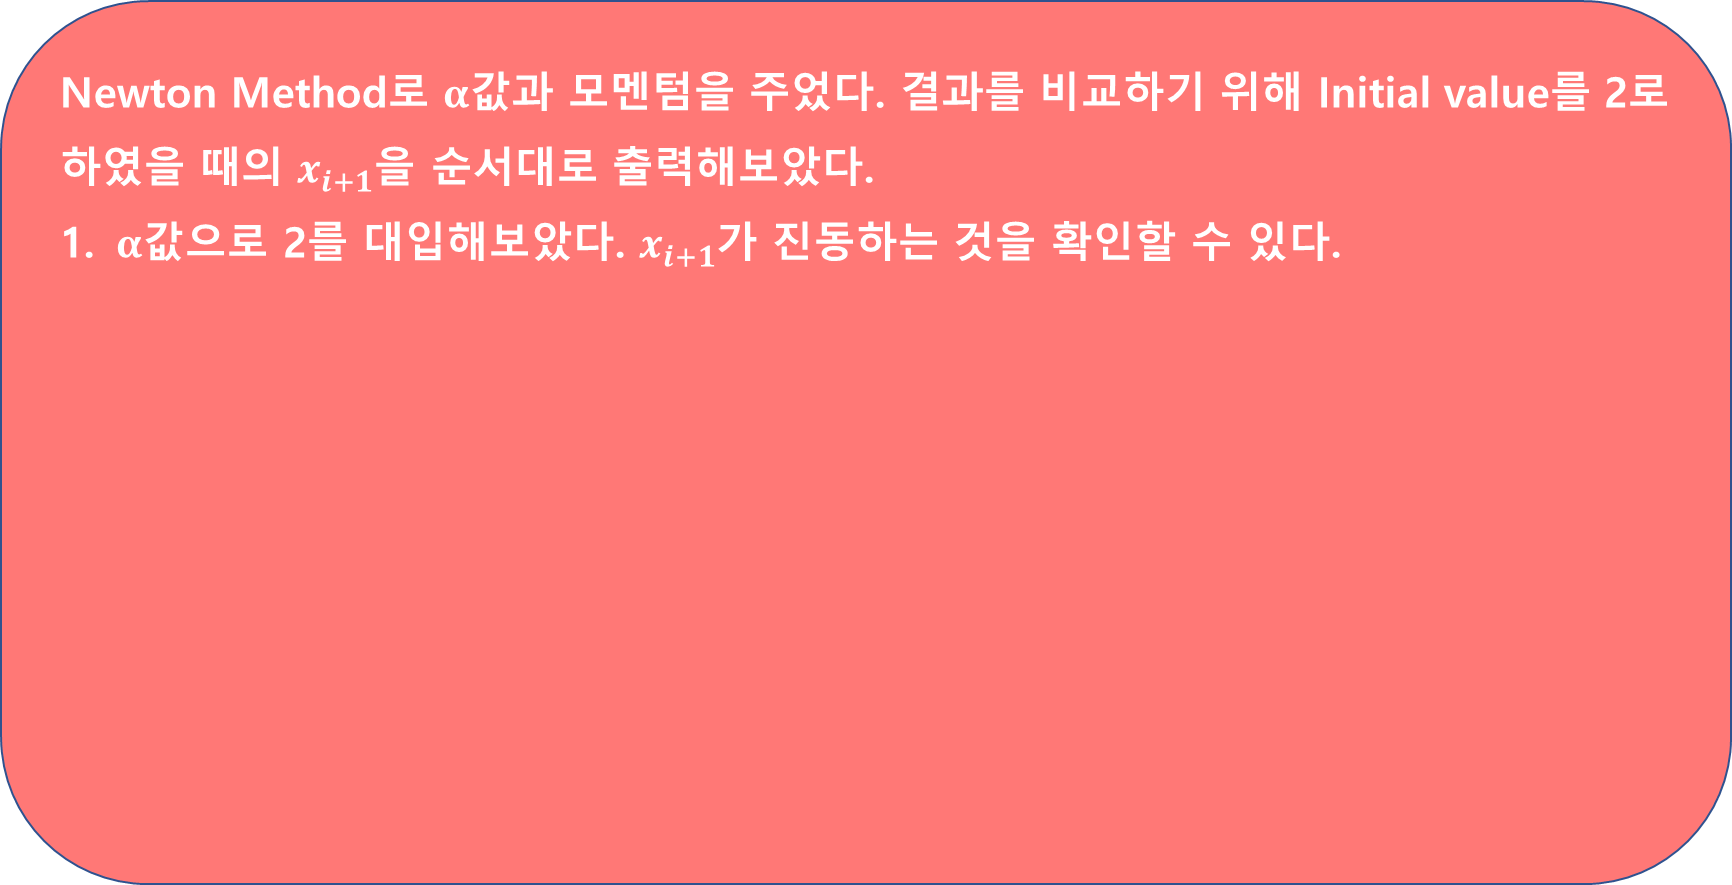 Newton Method로 α값과 모멘텀을 주었다. 결과를 비교하기 위해 Initial value를 2로
하였을 때의 $x_{i+1}$을 순서대로 출력해보았다.
1. α값으로 2를 대입해보았다. $x_{i+1}$가 진동하는 것을 확인할 수 있다.